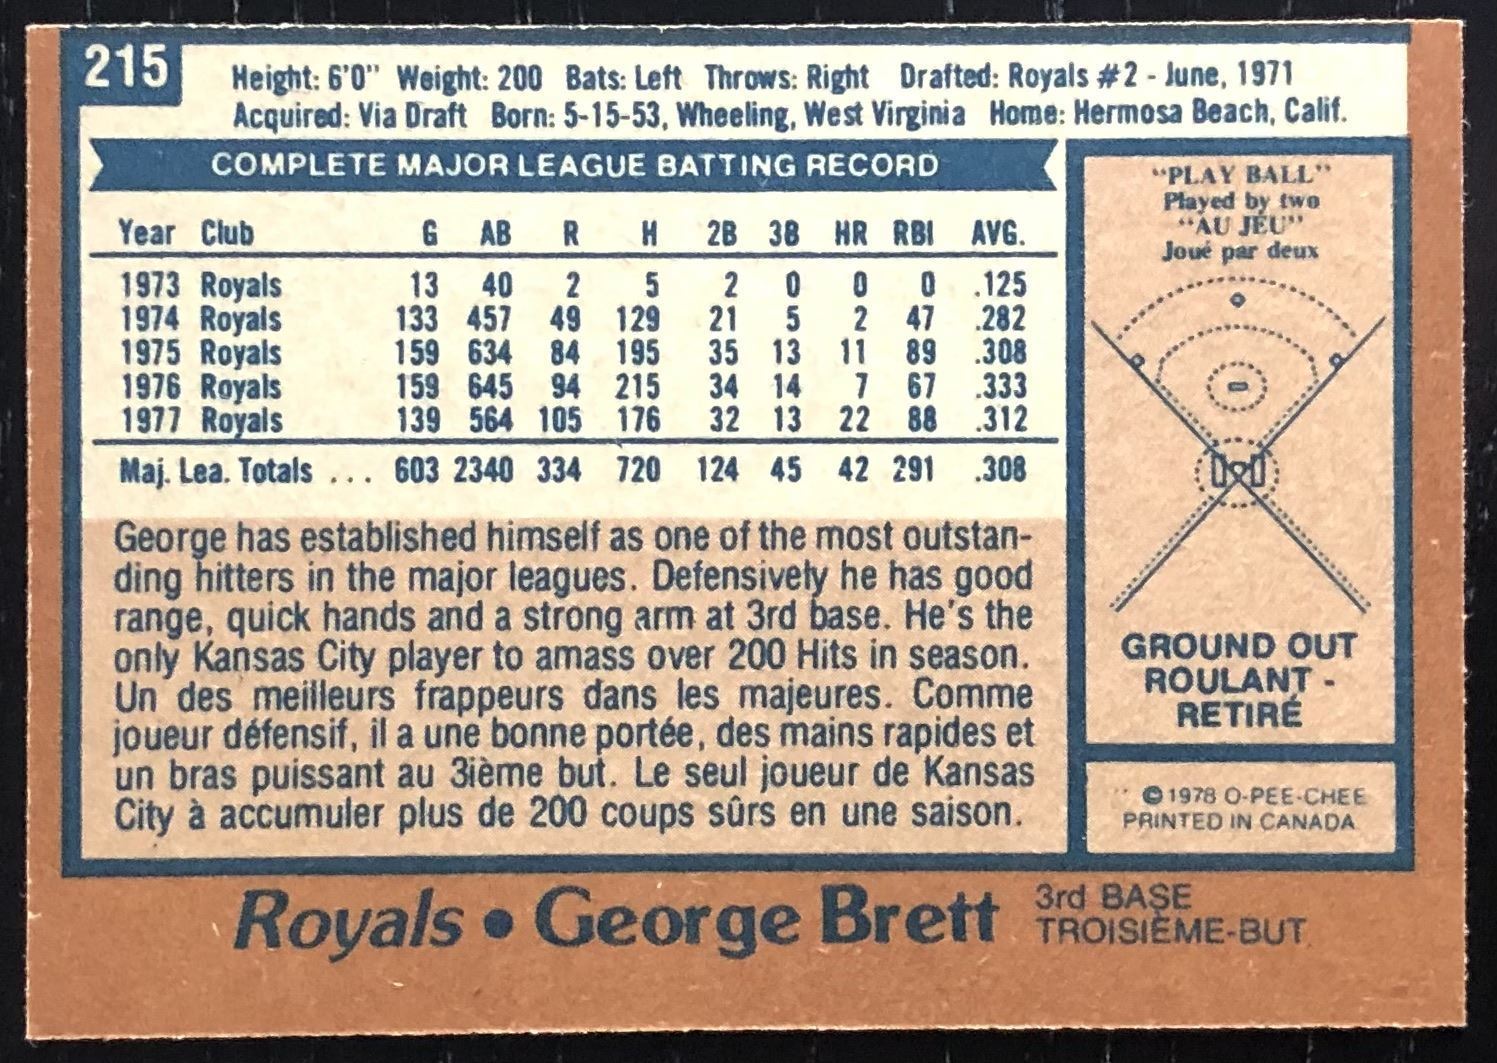 215
Height: 6'0" Weight: 200 Bats: Left Throws: Right Drafted: Royals #2 - June, 1971
Acquired: Via Draft Born: 5-15-53, Wheeling, West Virginia Home: Hermosa Beach, Calif.
COMPLETE MAJOR LEAGUE BATTING RECORD
Year Club G AB R H 2B 3B HR RBI AVG.
1973 Royals 13 40 2 5 2 0 0 0 .125
1974 Royals 133 457 49 129 21 5 2 47 .282
1975 Royals 159 634 84 195 35 13 11 89 .308
1976 Royals 159 645 94 215 34 14 7 67 .333
1977 Royals 139 564 105 176 32 13 22 88 .312
Maj. Lea. Totals ... 603 2340 334 720 124 45 42 291 .308
George has established himself as one of the most outstan-
ding hitters in the major leagues. Defensively he has good
range, quick hands and a strong arm at 3rd base. He's the
only Kansas City player to amass over 200 Hits in season.
Un des meilleurs frappeurs dans les majeures. Comme
joueur défensif, il a une bonne portée, des mains rapides et
un bras puissant au 3ième but. Le seul joueur de Kansas
City à accumuler plus de 200 coups sûrs en une saison.
"PLAY BALL"
Played by two
"AU JEU"
Joué par deux
GROUND OUT
ROULANT -
RETIRÉ
© 1978 O-PEE-CHEE
PRINTED IN CANADA
Royals • George Brett
3rd BASE
TROISIÈME-BUT